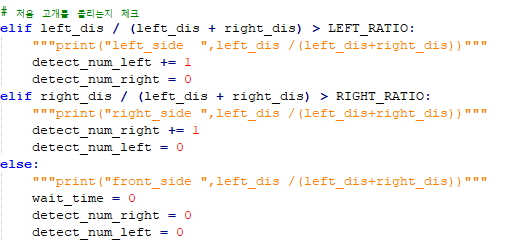 # 처음 고개를 돌리는지 체크
elif left_dis / (left_dis + right_dis) > LEFT_RATIO:
    """print("left_side  ",left_dis /(left_dis+right_dis))"""
    detect_num_left += 1
    detect_num_right = 0
elif right_dis / (left_dis + right_dis) > RIGHT_RATIO:
    """print("right_side ",left_dis /(left_dis+right_dis))"""
    detect_num_right += 1
    detect_num_left = 0
else:
    """print("front_side ",left_dis /(left_dis+right_dis))"""
    wait_time = 0
    detect_num_right = 0
    detect_num_left = 0